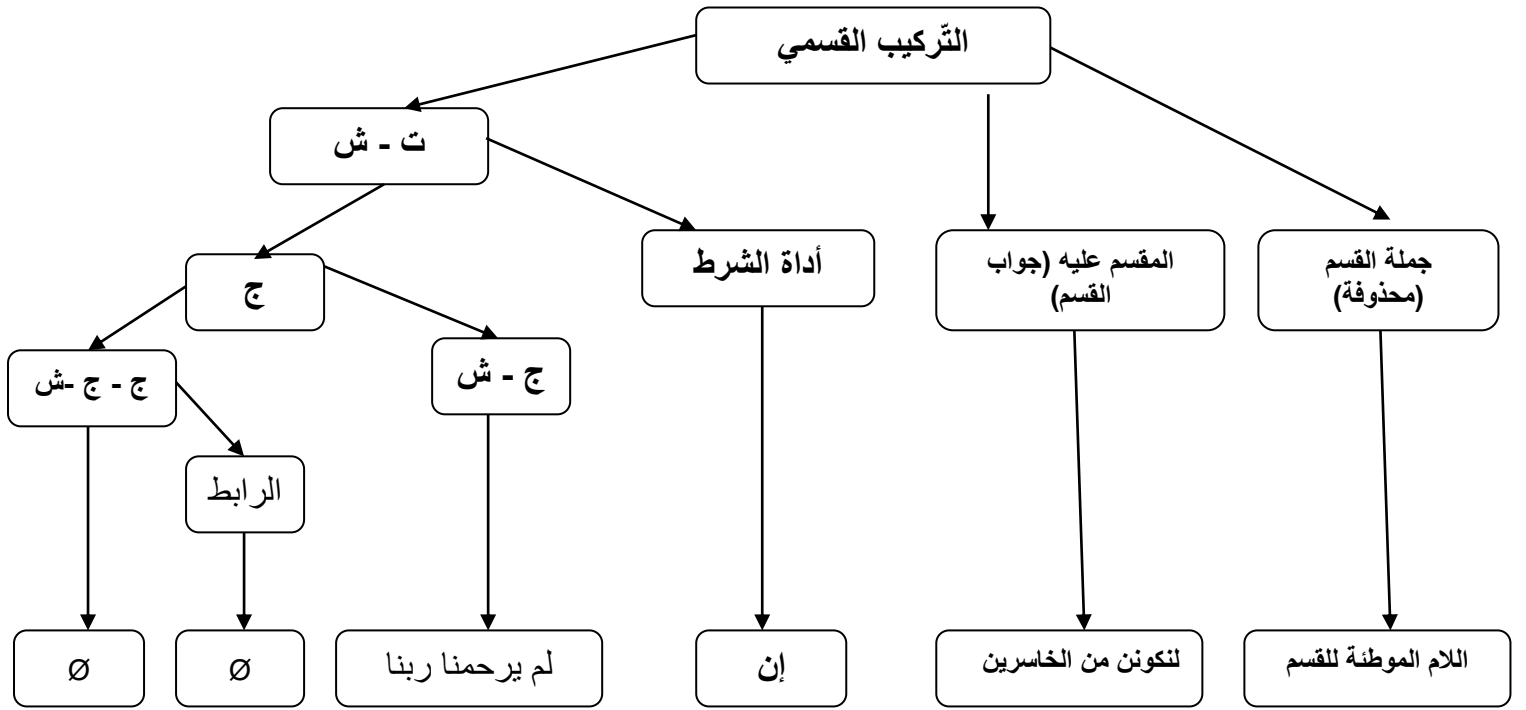 التّركيب القسمي
ت - ش
جملة القسم
(محذوفة)
المقسم عليه (جواب
القسم)
أداة الشرط
ج
ج - ش
ج - ج -ش
الرابط
اللام الموطئة للقسم
لنكونن من الخاسرين
إن
لم يرحمنا ربنا
Ø
Ø